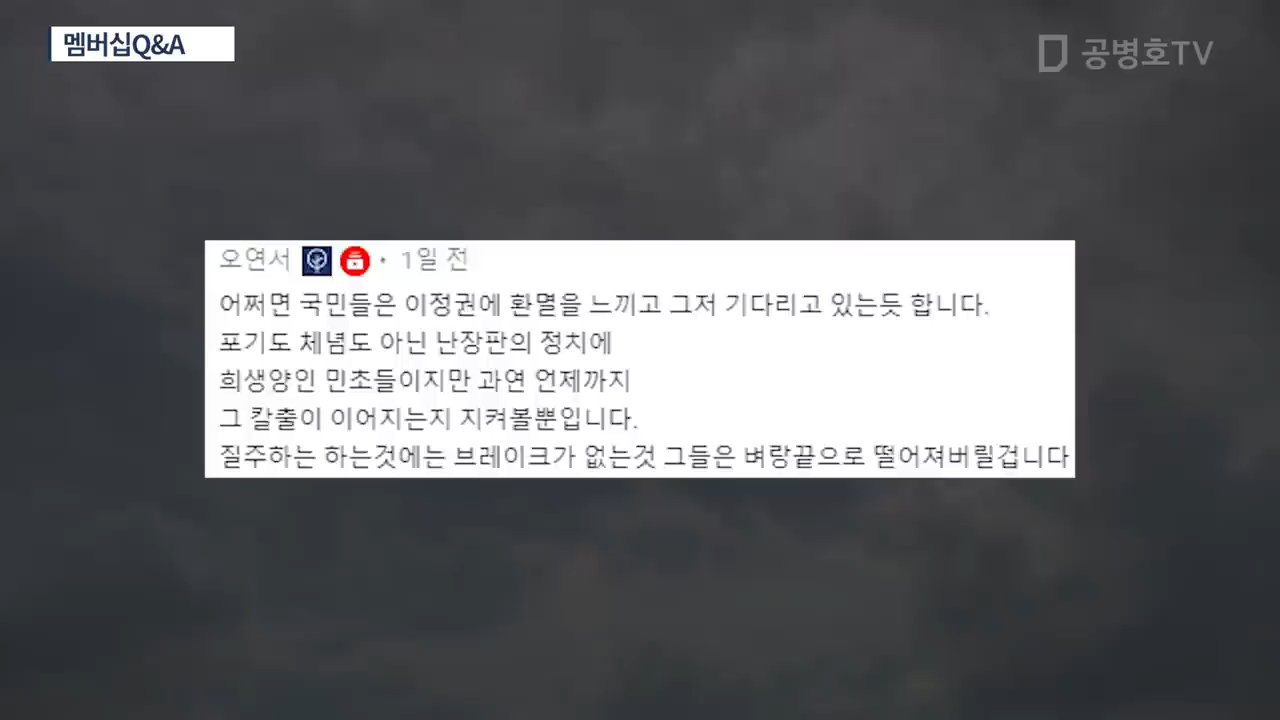 멤버십Q&A
공병호TV
오연서 • 1일 전
어쩌면 국민들은 이정권에 환멸을 느끼고 그저 기다리고 있는듯 합니다.
포기도 체념도 아닌 난장판의 정치에
희생양인 민초들이지만 과연 언제까지
그 칼출이 이어지는지 지켜볼뿐입니다.
질주하는 하는것에는 브레이크가 없는것 그들은 벼랑끝으로 떨어져버릴겁니다